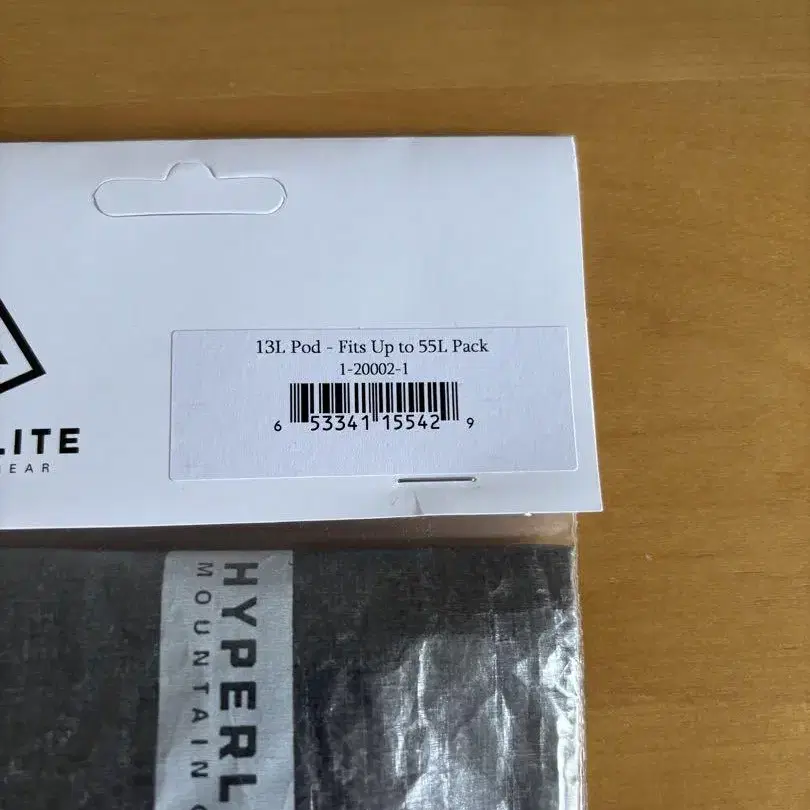 13L Pod - Fits Up to 55L Pack
1-20002-1
6 53341 15542 9
LITE
EAR
HYPERL
MOUNTAIN